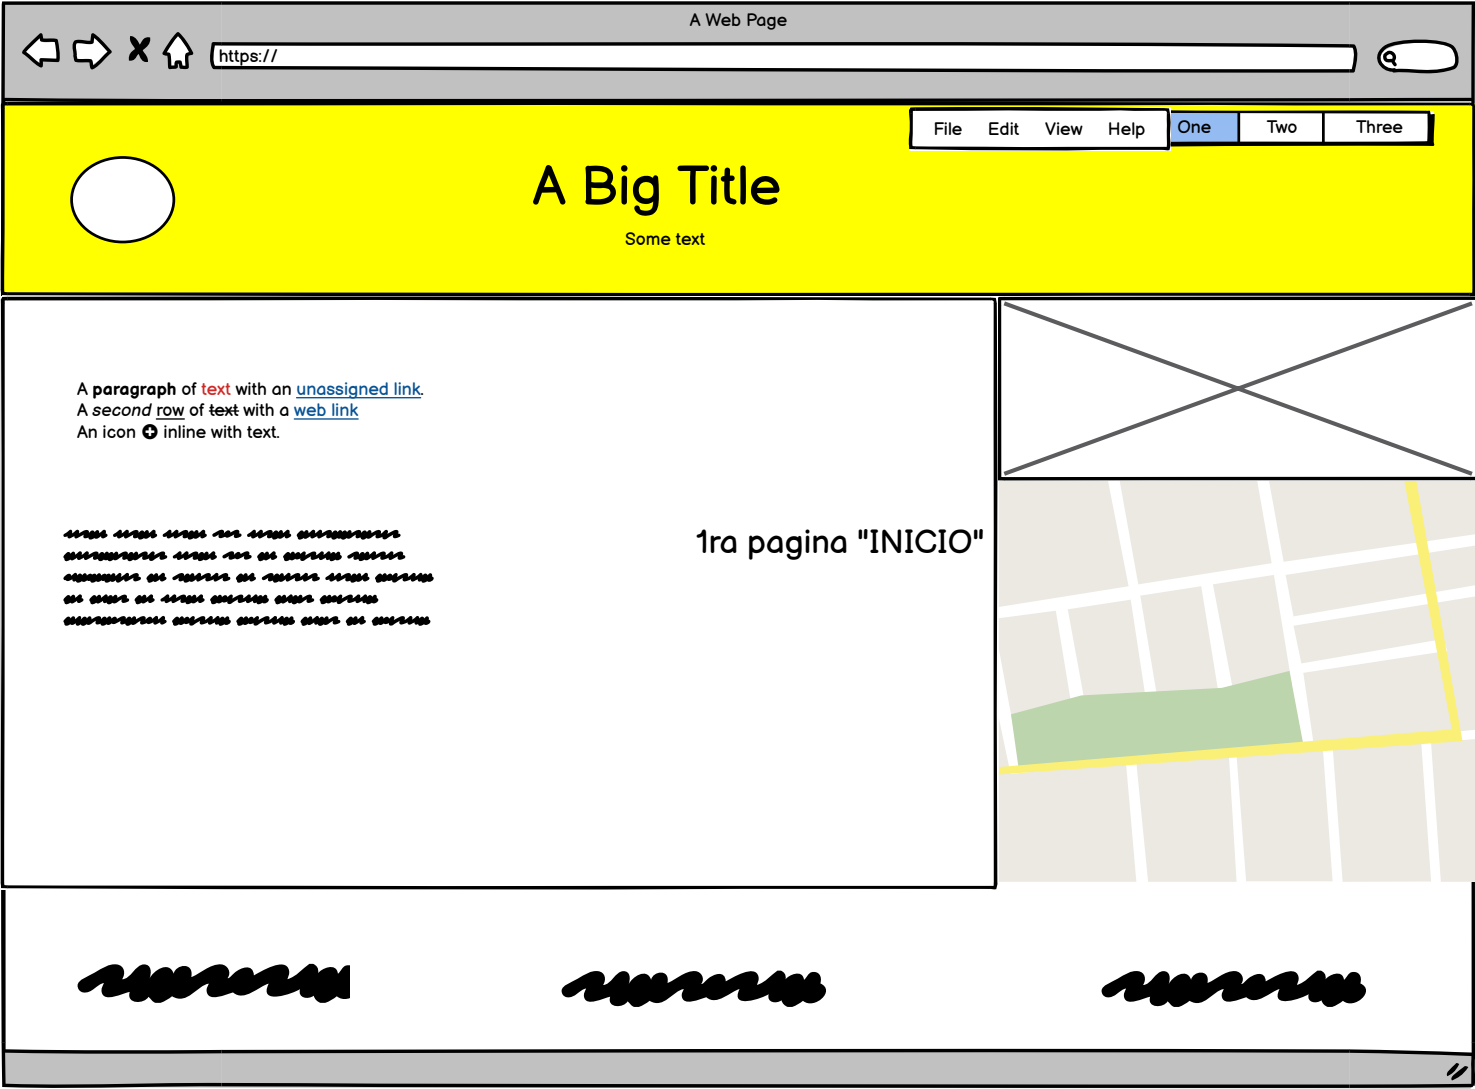 A Web Page
https://
File Edit View Help One Two Three
A Big Title
Some text
A paragraph of text with an unassigned link.
A second row of text with a web link
An icon inline with text.
1ra pagina "INICIO"